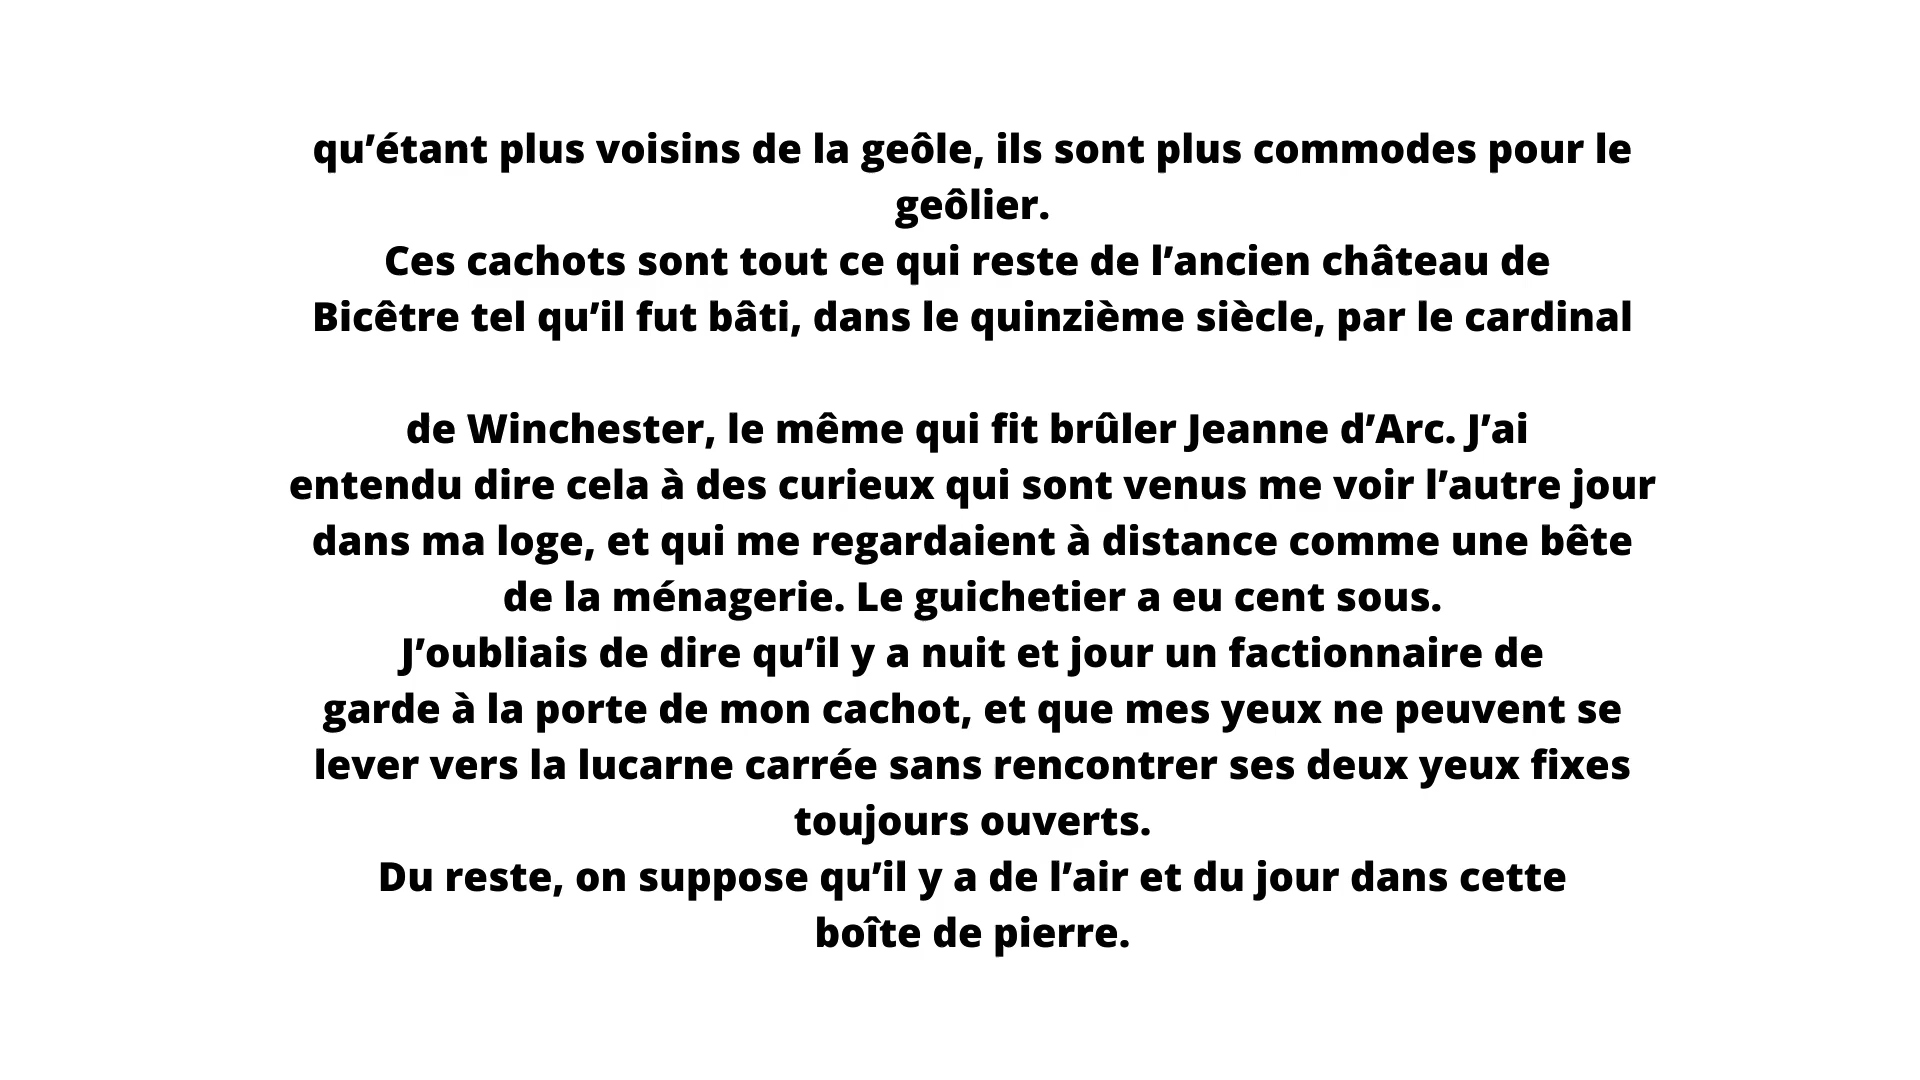 qu’étant plus voisins de la geôle, ils sont plus commodes pour le
geôlier.
Ces cachots sont tout ce qui reste de l’ancien château de
Bicêtre tel qu’il fut bâti, dans le quinzième siècle, par le cardinal
de Winchester, le même qui fit brûler Jeanne d’Arc. J’ai
entendu dire cela à des curieux qui sont venus me voir l’autre jour
dans ma loge, et qui me regardaient à distance comme une bête
de la ménagerie. Le guichetier a eu cent sous.
J’oubliais de dire qu’il y a nuit et jour un factionnaire de
garde à la porte de mon cachot, et que mes yeux ne peuvent se
lever vers la lucarne carrée sans rencontrer ses deux yeux fixes
toujours ouverts.
Du reste, on suppose qu’il y a de l’air et du jour dans cette
boîte de pierre.